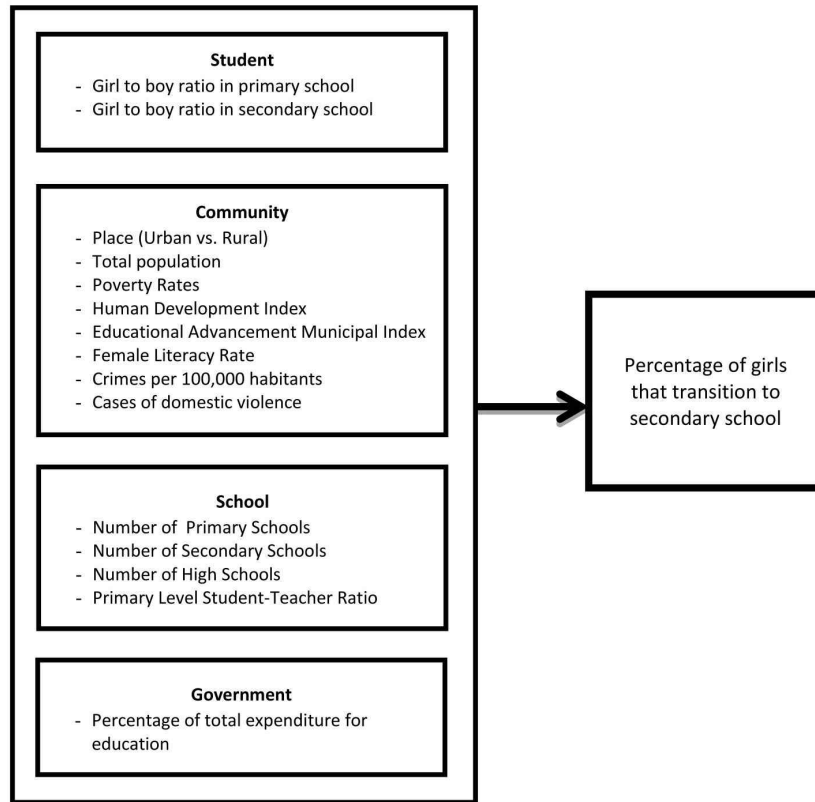 Student
- Girl to boy ratio in primary school
- Girl to boy ratio in secondary school
Community
- Place (Urban vs. Rural)
- Total population
- Poverty Rates
- Human Development Index
- Educational Advancement Municipal Index
- Female Literacy Rate
- Crimes per 100,000 habitants
- Cases of domestic violence
School
- Number of Primary Schools
- Number of Secondary Schools
- Number of High Schools
- Primary Level Student-Teacher Ratio
Government
- Percentage of total expenditure for
education
Percentage of girls
that transition to
secondary school